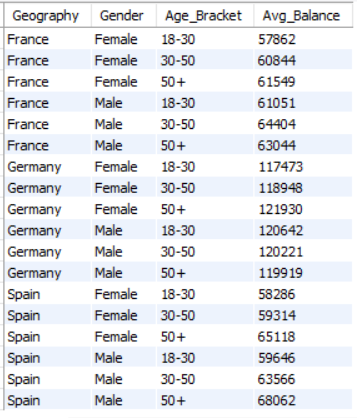 Geography Gender Age_Bracket Avg_Balance
France Female 18-30 57862
France Female 30-50 60844
France Female 50+ 61549
France Male 18-30 61051
France Male 30-50 64404
France Male 50+ 63044
Germany Female 18-30 117473
Germany Female 30-50 118948
Germany Female 50+ 121930
Germany Male 18-30 120642
Germany Male 30-50 120221
Germany Male 50+ 119919
Spain Female 18-30 58286
Spain Female 30-50 59314
Spain Female 50+ 65118
Spain Male 18-30 59646
Spain Male 30-50 63566
Spain Male 50+ 68062